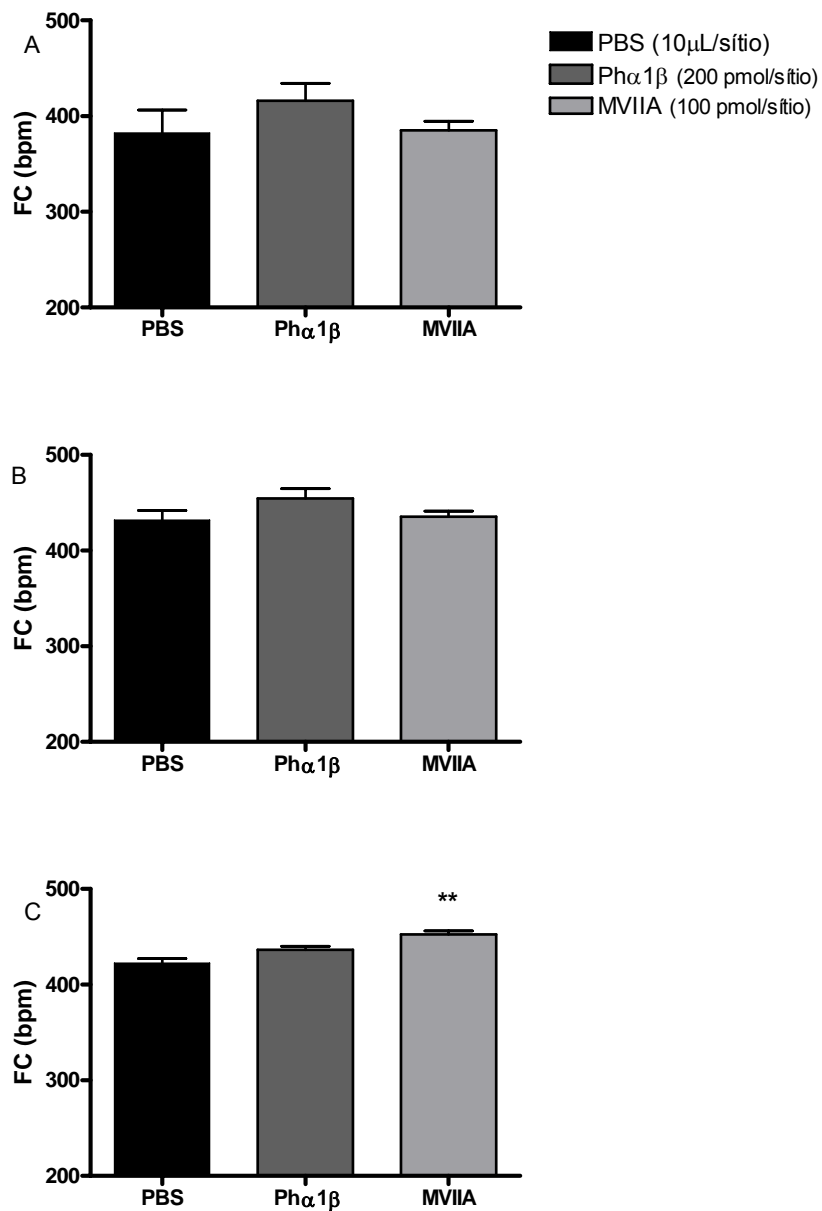 A
500
400
300
200
FC (bpm)
PBS Phα1β MVIIA
PBS (10μL/sítio)
Phα1β (200 pmol/sítio)
MVIIA (100 pmol/sítio)
B
500
400
300
200
FC (bpm)
PBS Phα1β MVIIA
C
500
400
300
200
FC (bpm)
**
PBS Phα1β MVIIA